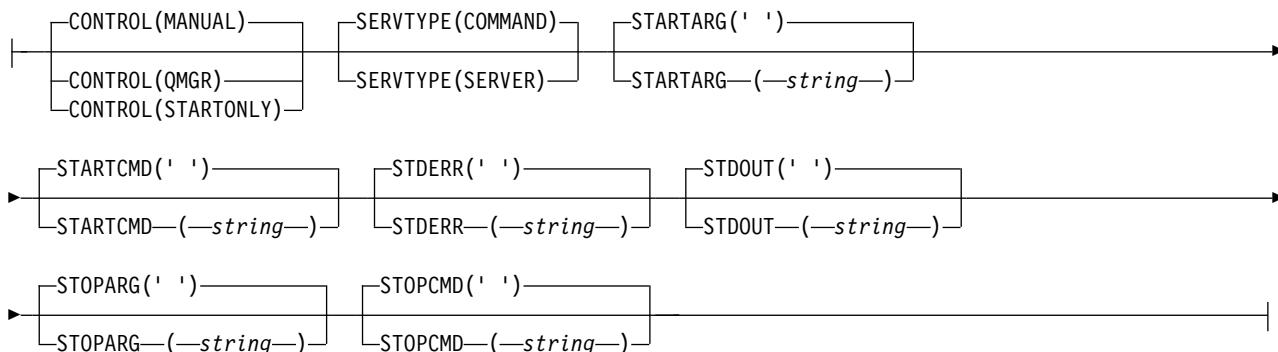 CONTROL(MANUAL) SERVTYPE(COMMAND) STARTARG(' ')
CONTROL(QMGR) SERVTYPE(SERVER) STARTARG ( string )
CONTROL(STARTONLY)
STARTCMD(' ') STDERR(' ') STDOUT(' ')
STARTCMD ( string ) STDERR ( string ) STDOUT ( string )
STOPARG(' ') STOPCMD(' ')
STOPARG ( string ) STOPCMD ( string )